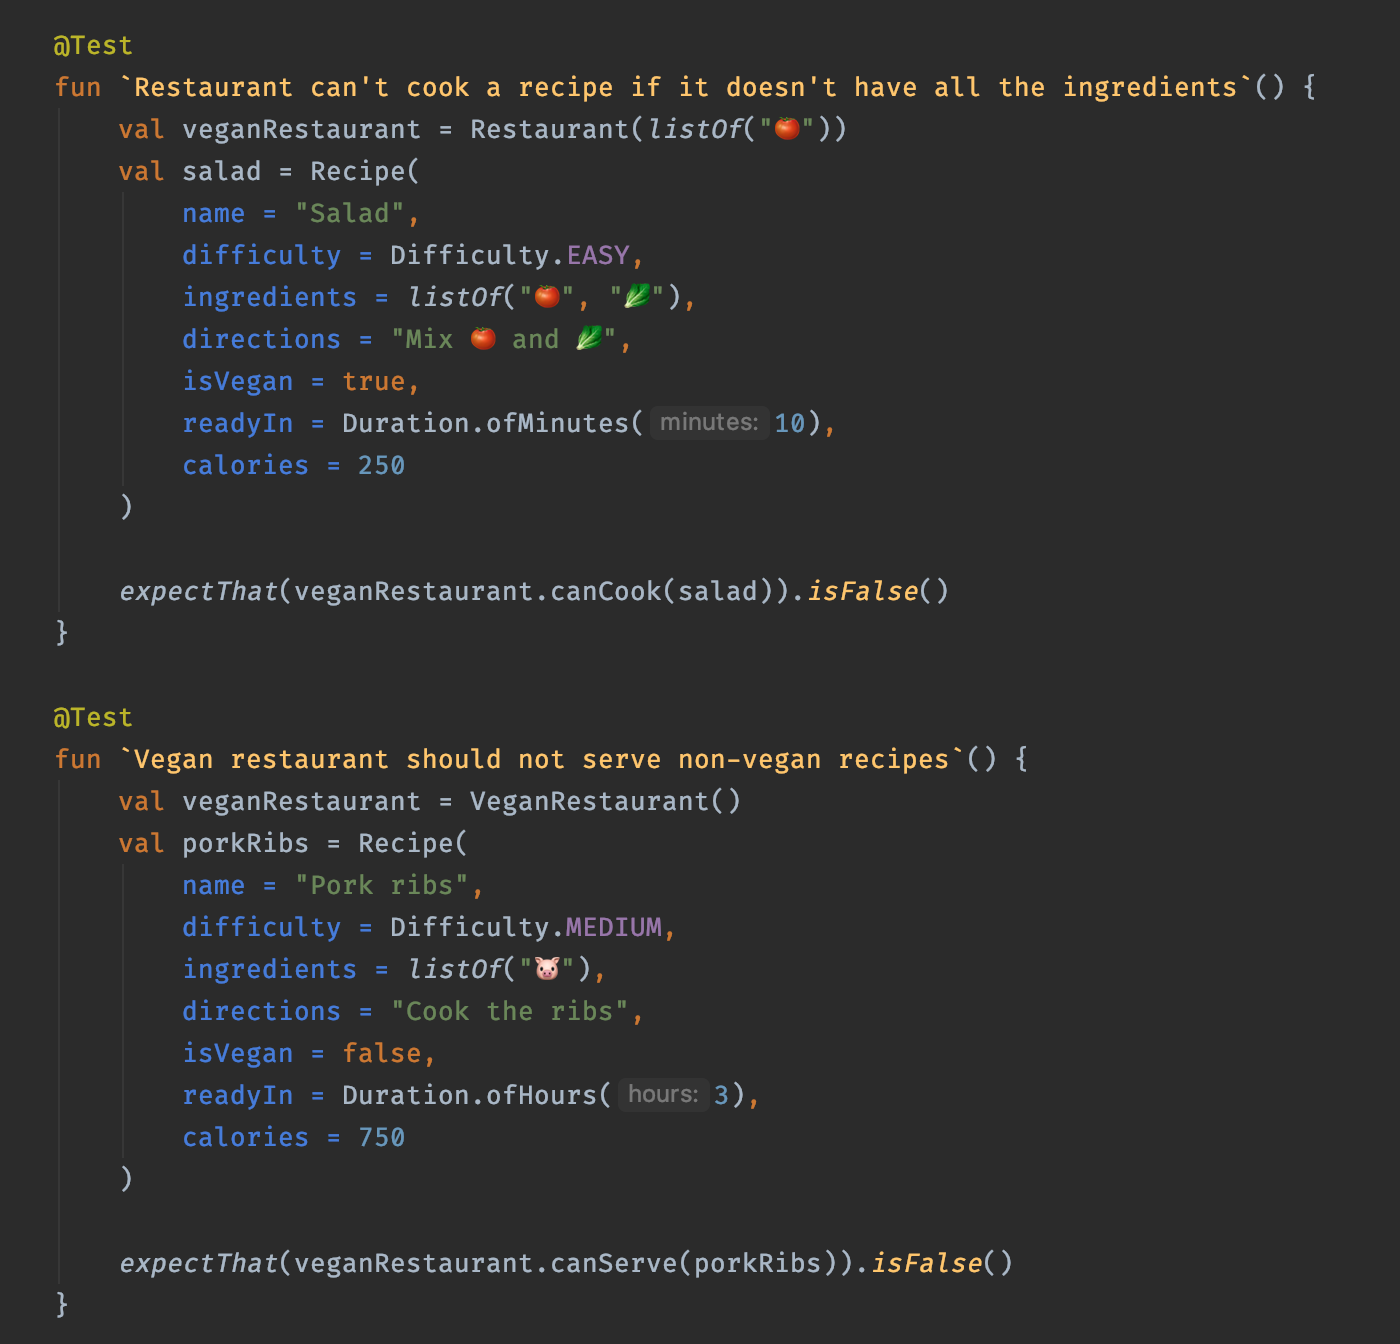 @Test
fun `Restaurant can't cook a recipe if it doesn't have all the ingredients`() {
val veganRestaurant = Restaurant(listOf("🍅"))
val salad = Recipe(
name = "Salad",
difficulty = Difficulty.EASY,
ingredients = listOf("🍅", "🥬"),
directions = "Mix 🍅 and 🥬",
isVegan = true,
readyIn = Duration.ofMinutes( minutes: 10),
calories = 250
)
expectThat(veganRestaurant.canCook(salad)).isFalse()
}
@Test
fun `Vegan restaurant should not serve non-vegan recipes`() {
val veganRestaurant = VeganRestaurant()
val porkRibs = Recipe(
name = "Pork ribs",
difficulty = Difficulty.MEDIUM,
ingredients = listOf("🐷"),
directions = "Cook the ribs",
isVegan = false,
readyIn = Duration.ofHours( hours: 3),
calories = 750
)
expectThat(veganRestaurant.canServe(porkRibs)).isFalse()
}